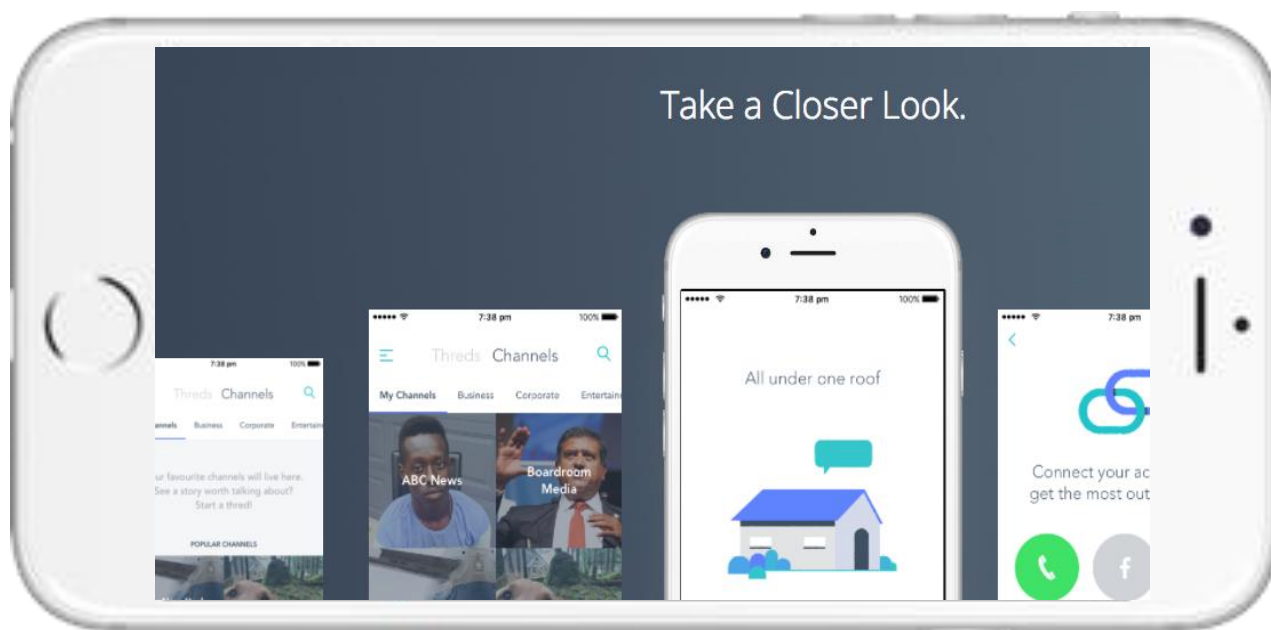 Take a Closer Look.
7:38 pm 100%
Threds Channels
Business Corporate
ur favourite channels will live here.
See a story worth talking about?
Start a thred!
POPULAR CHANNELS
7:38 pm 100%
Threds Channels
My Channels Business Corporate Entertain
ABC News
Boardroom
Media
7:38 pm 100%
All under one roof
7:38 pm
Connect your ac
get the most out
f